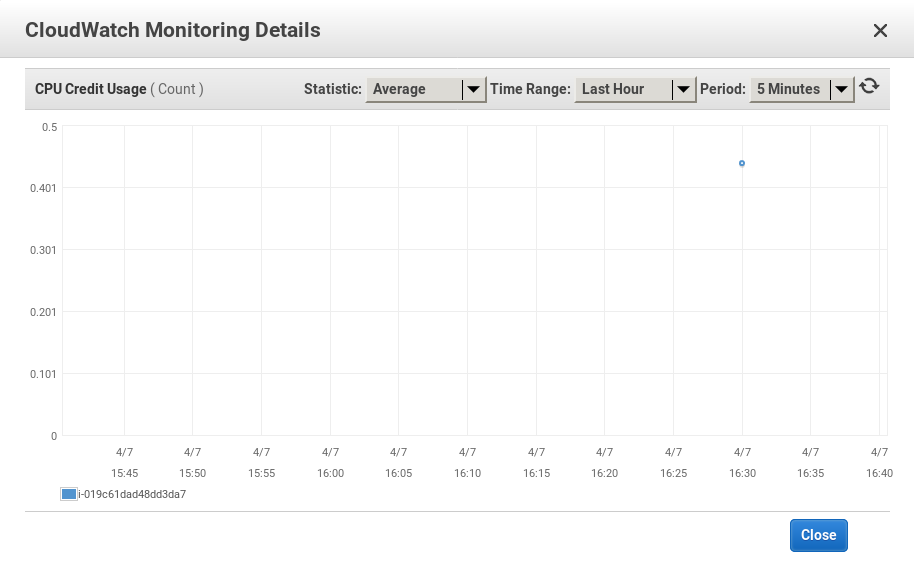 CloudWatch Monitoring Details
CPU Credit Usage ( Count ) Statistic: Average Time Range: Last Hour Period: 5 Minutes
0.5
0.401
0.301
0.201
0.101
0
4/7 4/7 4/7 4/7 4/7 4/7 4/7 4/7 4/7 4/7 4/7 4/7
15:45 15:50 15:55 16:00 16:05 16:10 16:15 16:20 16:25 16:30 16:35 16:40
i-019c61dad48dd3da7
Close